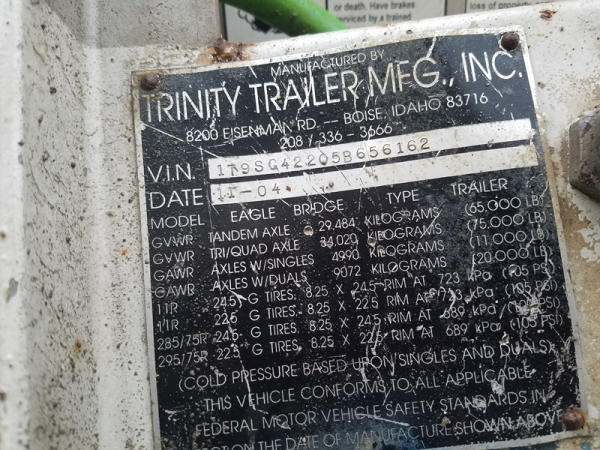 or death. Have brakes
serviced by a trained
loss of property
MANUFACTURED BY
TRINITY TRAILER MFG., INC.
8200 EISENMAN RD. — BOISE, IDAHO 83716
208 / 336 - 3666
V.I.N. 1T9SG42205B656162
DATE 11-04
MODEL EAGLE BRIDGE TYPE TRAILER
GVWR TANDEM AXLE 29,484 KILOGRAMS (65,000 LB)
GVWR TRI/QUAD AXLE 34,020 KILOGRAMS (75,000 LB)
GAWR AXLES W/SINGLES 4990 KILOGRAMS (11,000 LB)
GAWR AXLES W/DUALS 9072 KILOGRAMS (20,000 LB)
11R 24.5 G TIRES. 8.25 X 24.5 RIM AT 723 kPa (105 PSI)
11R 22.5 G TIRES. 8.25 X 22.5 RIM AT 723 kPa (105 PSI)
285/75R 24.5 G TIRES. 8.25 X 24.5 RIM AT 689 kPa PSI)
295/75R 22.5 G TIRES. 8.25 X 22.5 RIM AT 689 kPa (105 PSI)
(COLD PRESSURE BASED UPON SINGLES AND DUALS)
THIS VEHICLE CONFORMS TO ALL APPLICABLE
FEDERAL MOTOR VEHICLE SAFETY STANDARDS IN
ON THE DATE OF MANUFACTURE SHOWN ABOVE